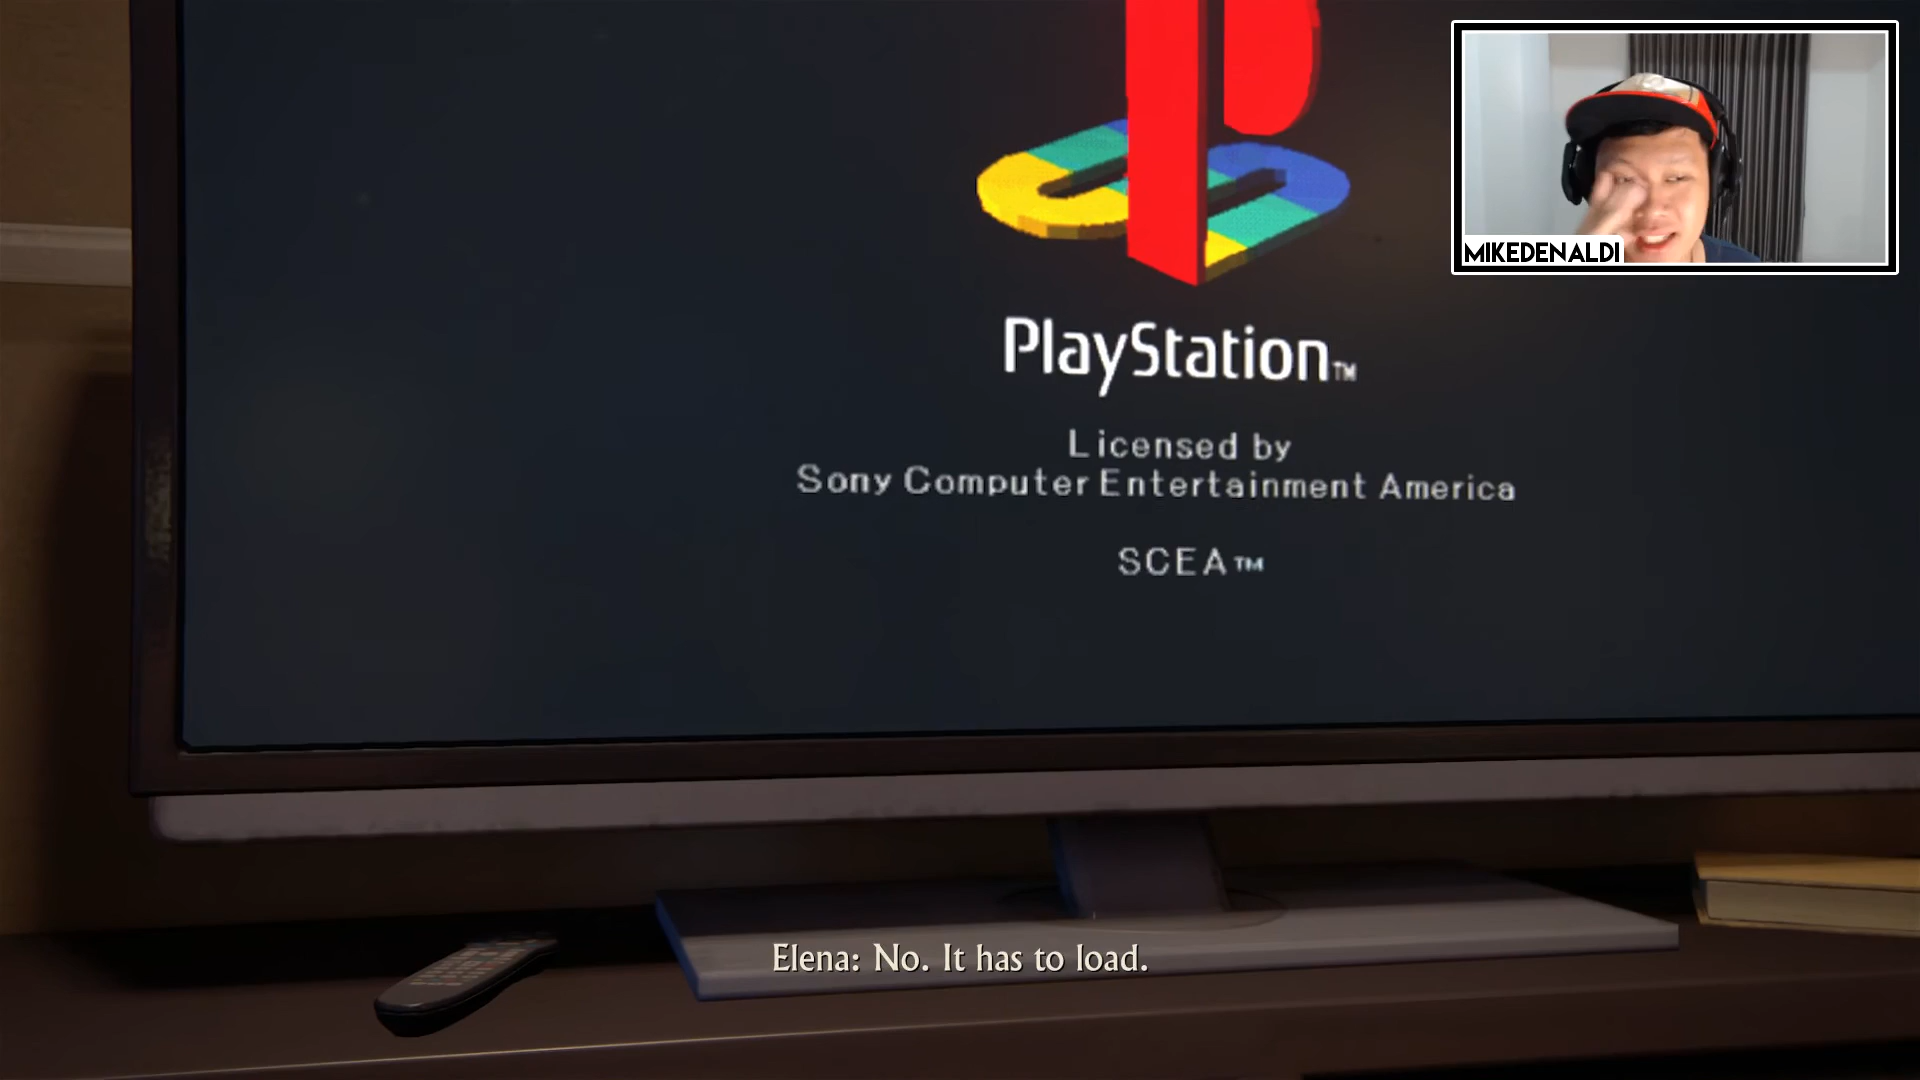 MIKEDENALDI
PlayStation™
Licensed by
Sony Computer Entertainment America
SCEA™
Elena: No. It has to load.